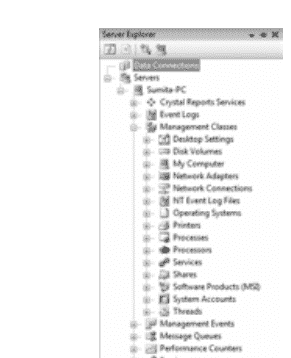 Server Explorer
Data Connections
Servers
Sumita-PC
Crystal Reports Services
Event Logs
Management Classes
Desktop Settings
Disk Volumes
My Computer
Network Adapters
Network Connections
NT Event Log Files
Operating Systems
Printers
Processes
Processors
Services
Shares
Software Products (MSI)
System Accounts
Threads
Management Events
Message Queues
Performance Counters